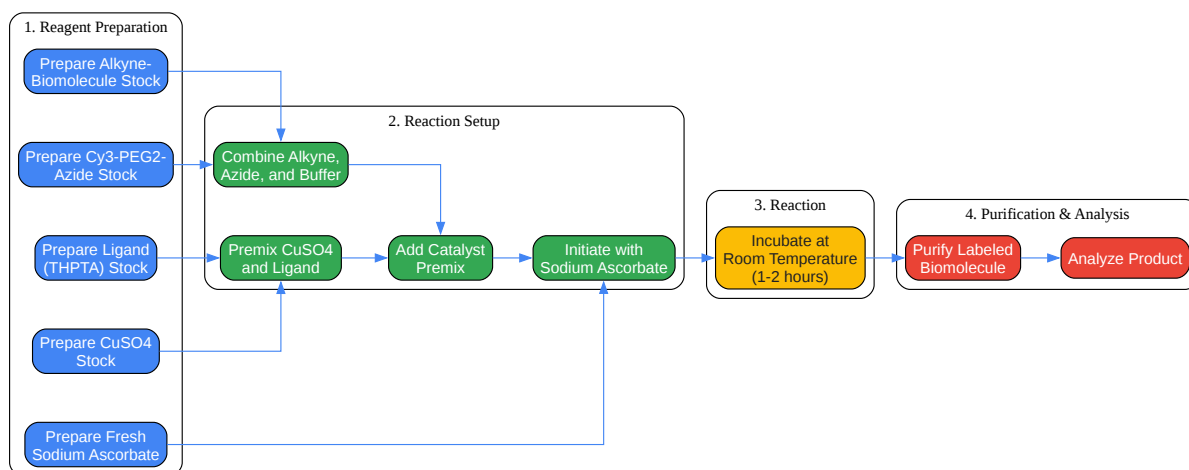 1. Reagent Preparation
Prepare Alkyne-
Biomolecule Stock
Prepare Cy3-PEG2-
Azide Stock
Prepare Ligand
(THPTA) Stock
Prepare CuSO4
Stock
Prepare Fresh
Sodium Ascorbate
2. Reaction Setup
Combine Alkyne,
Azide, and Buffer
Premix CuSO4
and Ligand
Add Catalyst
Premix
Initiate with
Sodium Ascorbate
3. Reaction
Incubate at
Room Temperature
(1-2 hours)
4. Purification & Analysis
Purify Labeled
Biomolecule
Analyze Product